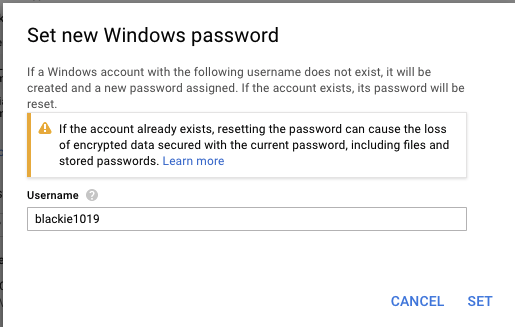 Set new Windows password
If a Windows account with the following username does not exist, it will be
created and a new password assigned. If the account exists, its password will be
reset.
If the account already exists, resetting the password can cause the loss
of encrypted data secured with the current password, including files and
stored passwords. Learn more
Username ?
blackie1019
CANCEL SET